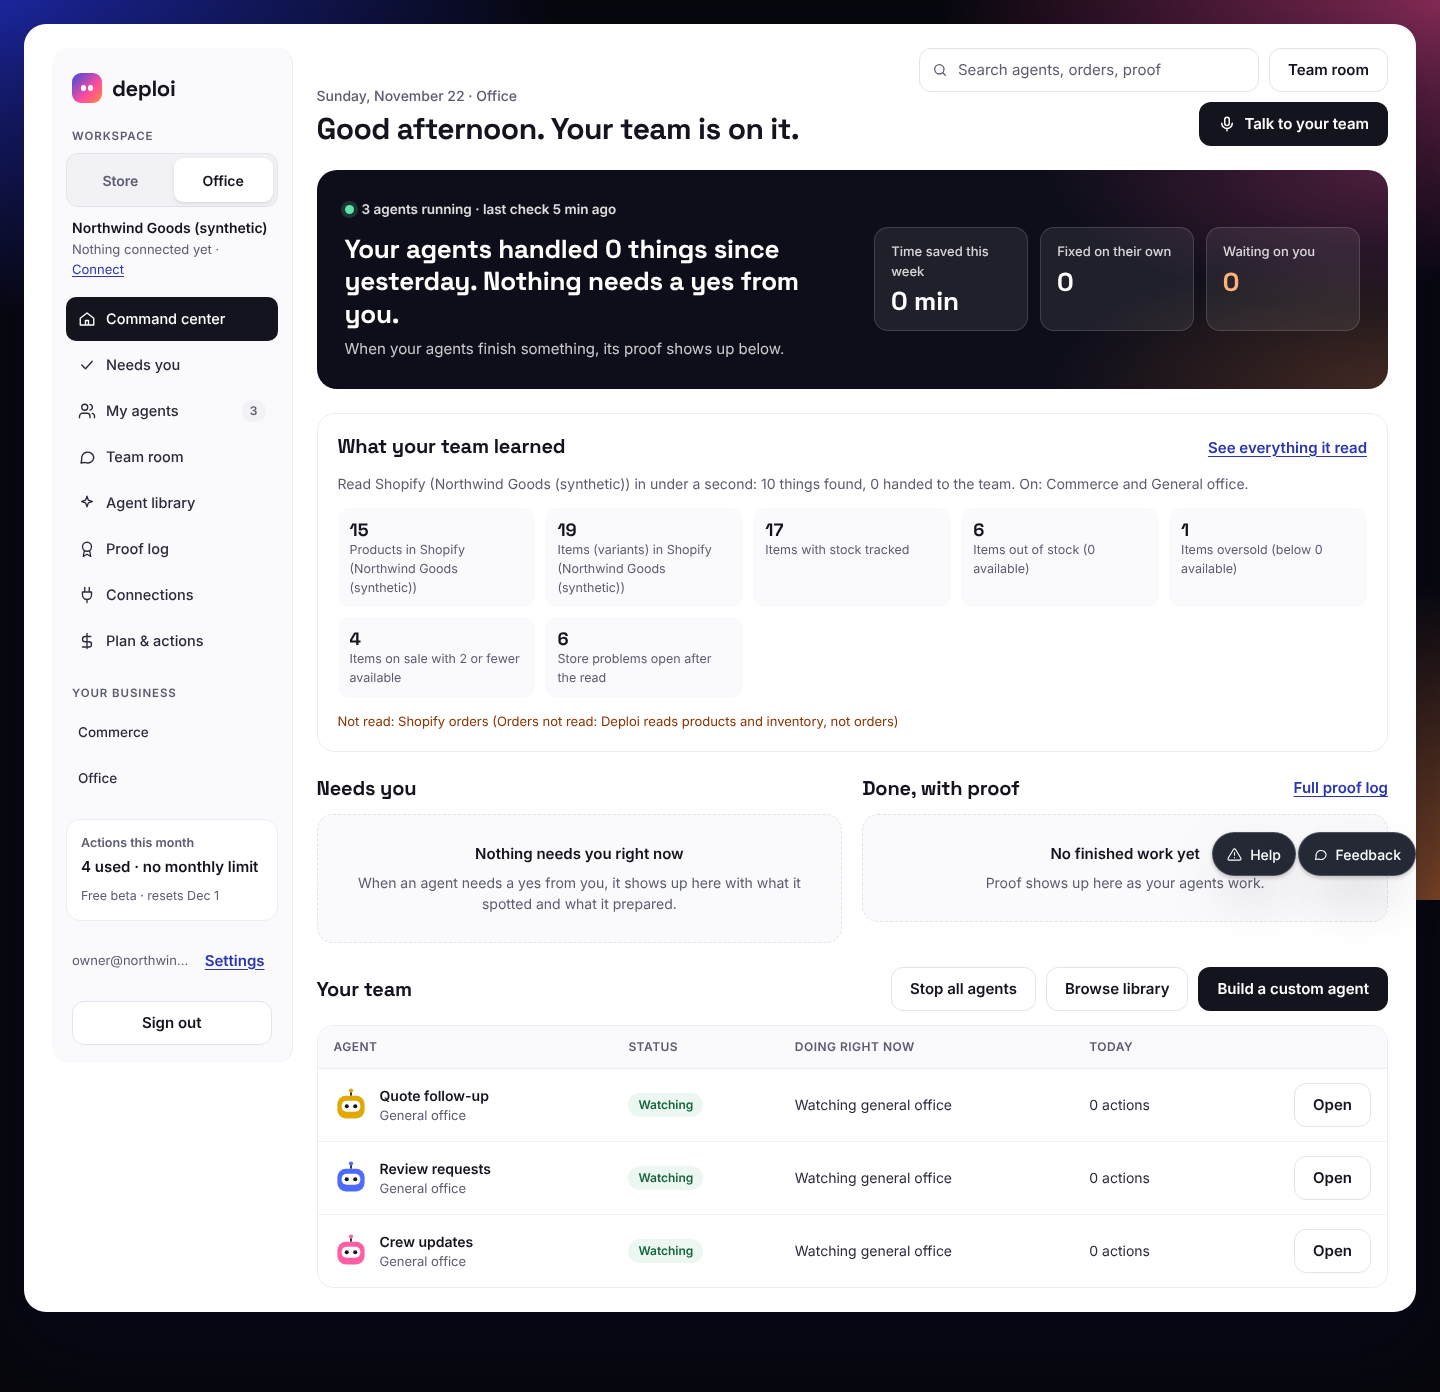 deploi
WORKSPACE
Store
Office
Northwind Goods (synthetic)
Nothing connected yet ·
Connect
Command center
Needs you
My agents
3
Team room
Agent library
Proof log
Connections
Plan & actions
YOUR BUSINESS
Commerce
Office
Actions this month
4 used · no monthly limit
Free beta · resets Dec 1
owner@northwin...
Settings
Sign out
Search agents, orders, proof
Team room
Sunday, November 22 · Office
Good afternoon. Your team is on it.
Talk to your team
3 agents running · last check 5 min ago
Your agents handled 0 things since
yesterday. Nothing needs a yes from
you.
When your agents finish something, its proof shows up below.
Time saved this
week
0 min
Fixed on their own
0
Waiting on you
0
What your team learned
See everything it read
Read Shopify (Northwind Goods (synthetic)) in under a second: 10 things found, 0 handed to the team. On: Commerce and General office.
15
Products in Shopify
(Northwind Goods
(synthetic))
19
Items (variants) in Shopify
(Northwind Goods
(synthetic))
17
Items with stock tracked
6
Items out of stock (0
available)
1
Items oversold (below 0
available)
4
Items on sale with 2 or fewer
available
6
Store problems open after
the read
Not read: Shopify orders (Orders not read: Deploi reads products and inventory, not orders)
Needs you
Nothing needs you right now
When an agent needs a yes from you, it shows up here with what it
spotted and what it prepared.
Done, with proof
Full proof log
No finished work yet
Proof shows up here as your agents work.
Help
Feedback
Your team
Stop all agents
Browse library
Build a custom agent
AGENT
STATUS
DOING RIGHT NOW
TODAY
Quote follow-up
General office
Watching
Watching general office
0 actions
Open
Review requests
General office
Watching
Watching general office
0 actions
Open
Crew updates
General office
Watching
Watching general office
0 actions
Open